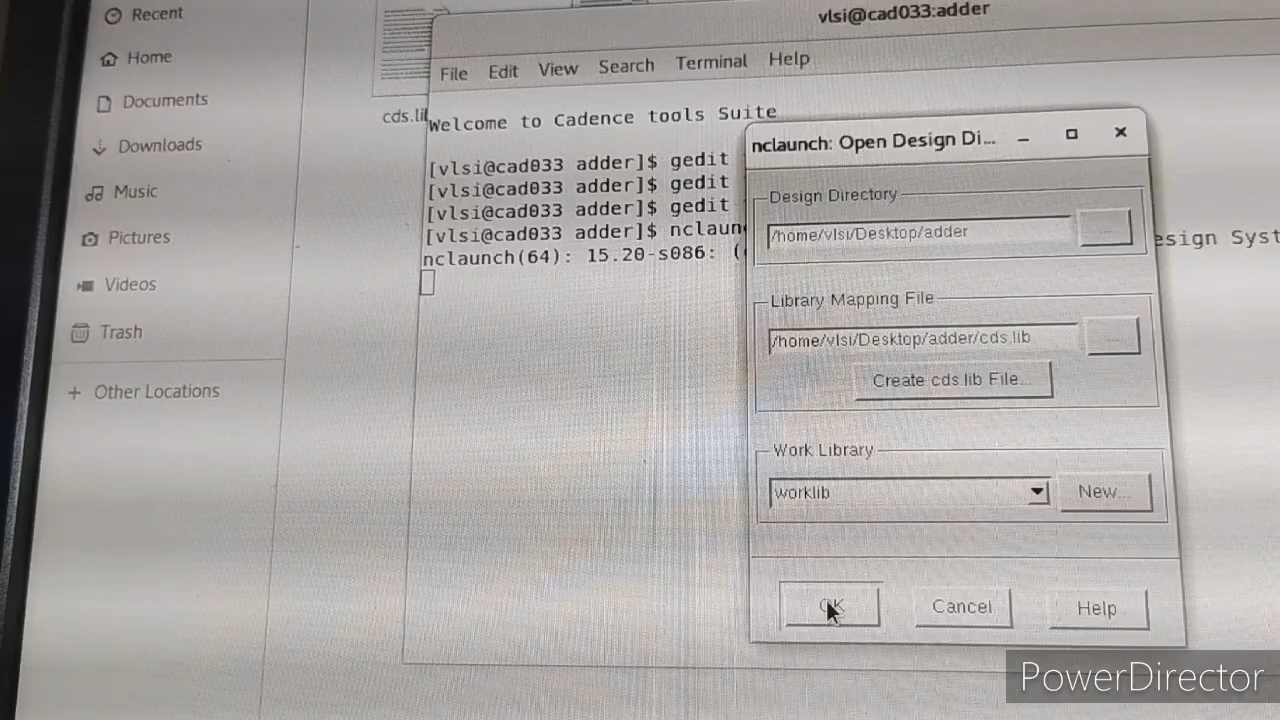 Recent
Home
Documents
Downloads
Music
Pictures
Videos
Trash
+ Other Locations
vlsi@cad033:adder
File Edit View Search Terminal Help
cds.li
Welcome to Cadence tools Suite
[vlsi@cad033 adder]$ gedit
[vlsi@cad033 adder]$ gedit
[vlsi@cad033 adder]$ gedit
[vlsi@cad033 adder]$ nclaun
nclaunch(64): 15.20-s086: (
esign Syst
nclaunch: Open Design Di...
Design Directory
/home/vlsi/Desktop/adder
...
Library Mapping File
/home/vlsi/Desktop/adder/cds.lib
...
Create cds.lib File...
Work Library
worklib
New...
OK
Cancel
Help
PowerDirector